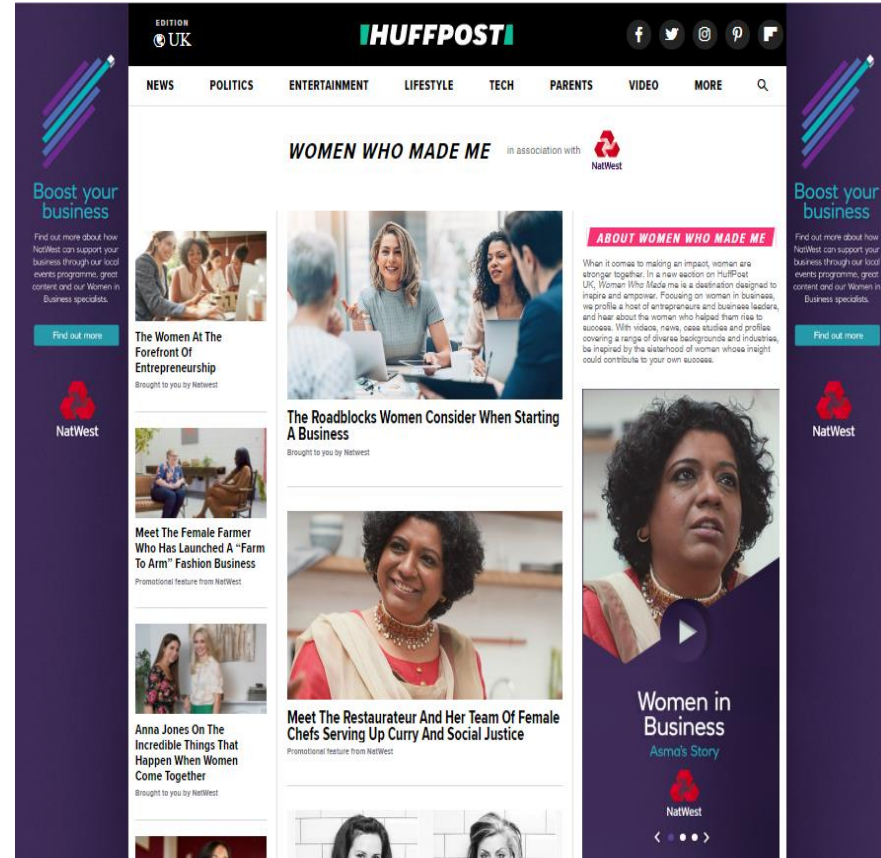 EDITION
UK
HUFFPOST
NEWS POLITICS ENTERTAINMENT LIFESTYLE TECH PARENTS VIDEO MORE
WOMEN WHO MADE ME in association with
NatWest
Boost your
business
Find out more about how
NatWest can support your
business through our local
events programme, great
content and our Women in
Business specialists.
Find out more
NatWest
The Women At The
Forefront Of
Entrepreneurship
Brought to you by Natwest
Meet The Female Farmer
Who Has Launched A “Farm
To Arm” Fashion Business
Promotional feature from NatWest
Anna Jones On The
Incredible Things That
Happen When Women
Come Together
Brought to you by NatWest
The Roadblocks Women Consider When Starting
A Business
Brought to you by Natwest
Meet The Restaurateur And Her Team Of Female
Chefs Serving Up Curry And Social Justice
Promotional feature from NatWest
ABOUT WOMEN WHO MADE ME
When it comes to making an impact, women are
stronger together. In a new section on HuffPost
UK, Women Who Made me is a destination designed to
inspire and empower. Focusing on women in business,
we profile a host of entrepreneurs and business leaders,
and hear about the women who helped them rise to
success. With videos, news, case studies and profiles
covering a range of diverse backgrounds and industries,
be inspired by the sisterhood of women whose insight
could contribute to your own success.
Women in
Business
Asma's Story
NatWest
Boost your
business
Find out more about how
NatWest can support your
business through our local
events programme, great
content and our Women in
Business specialists.
Find out more
NatWest